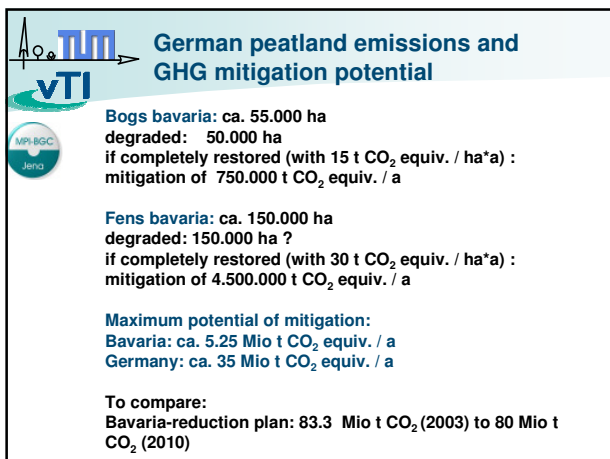 TUM
vTI
MPI-BGC
Jena
German peatland emissions and
GHG mitigation potential
Bogs bavaria: ca. 55.000 ha
degraded: 50.000 ha
if completely restored (with 15 t CO2 equiv. / ha*a) :
mitigation of 750.000 t CO2 equiv. / a
Fens bavaria: ca. 150.000 ha
degraded: 150.000 ha ?
if completely restored (with 30 t CO2 equiv. / ha*a) :
mitigation of 4.500.000 t CO2 equiv. / a
Maximum potential of mitigation:
Bavaria: ca. 5.25 Mio t CO2 equiv. / a
Germany: ca. 35 Mio t CO2 equiv. / a
To compare:
Bavaria-reduction plan: 83.3 Mio t CO2 (2003) to 80 Mio t
CO2 (2010)